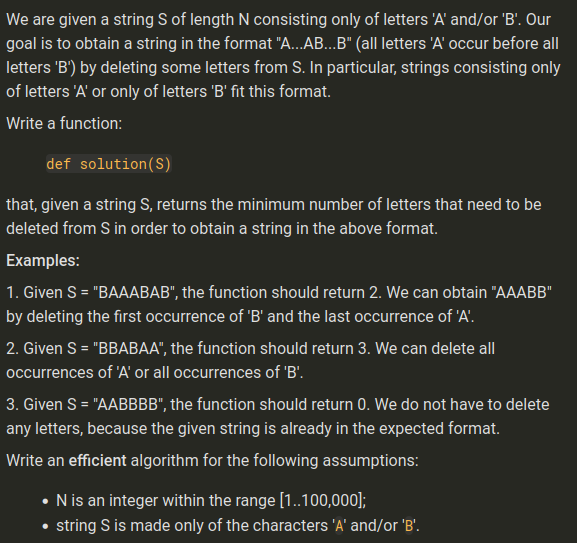 We are given a string S of length N consisting only of letters 'A' and/or 'B'. Our
goal is to obtain a string in the format "A...AB...B" (all letters 'A' occur before all
letters 'B') by deleting some letters from S. In particular, strings consisting only
of letters 'A' or only of letters 'B' fit this format.
Write a function:
def solution(S)
that, given a string S, returns the minimum number of letters that need to be
deleted from S in order to obtain a string in the above format.
Examples:
1. Given S = "BAAABAB", the function should return 2. We can obtain "AAABB"
by deleting the first occurrence of 'B' and the last occurrence of 'A'.
2. Given S = "BBABAA", the function should return 3. We can delete all
occurrences of 'A' or all occurrences of 'B'.
3. Given S = "AABBBB", the function should return 0. We do not have to delete
any letters, because the given string is already in the expected format.
Write an efficient algorithm for the following assumptions:
• N is an integer within the range [1..100,000];
• string S is made only of the characters 'A' and/or 'B'.